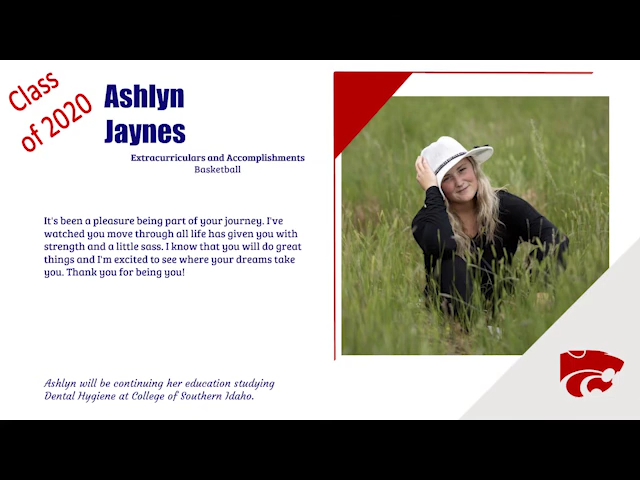 Class
of 2020
Ashlyn
Jaynes
Extracurriculars and Accomplishments
Basketball
It's been a pleasure being part of your journey. I've
watched you move through all life has given you with
strength and a little sass. I know that you will do great
things and I'm excited to see where your dreams take
you. Thank you for being you!
Ashlyn will be continuing her education studying
Dental Hygiene at College of Southern Idaho.